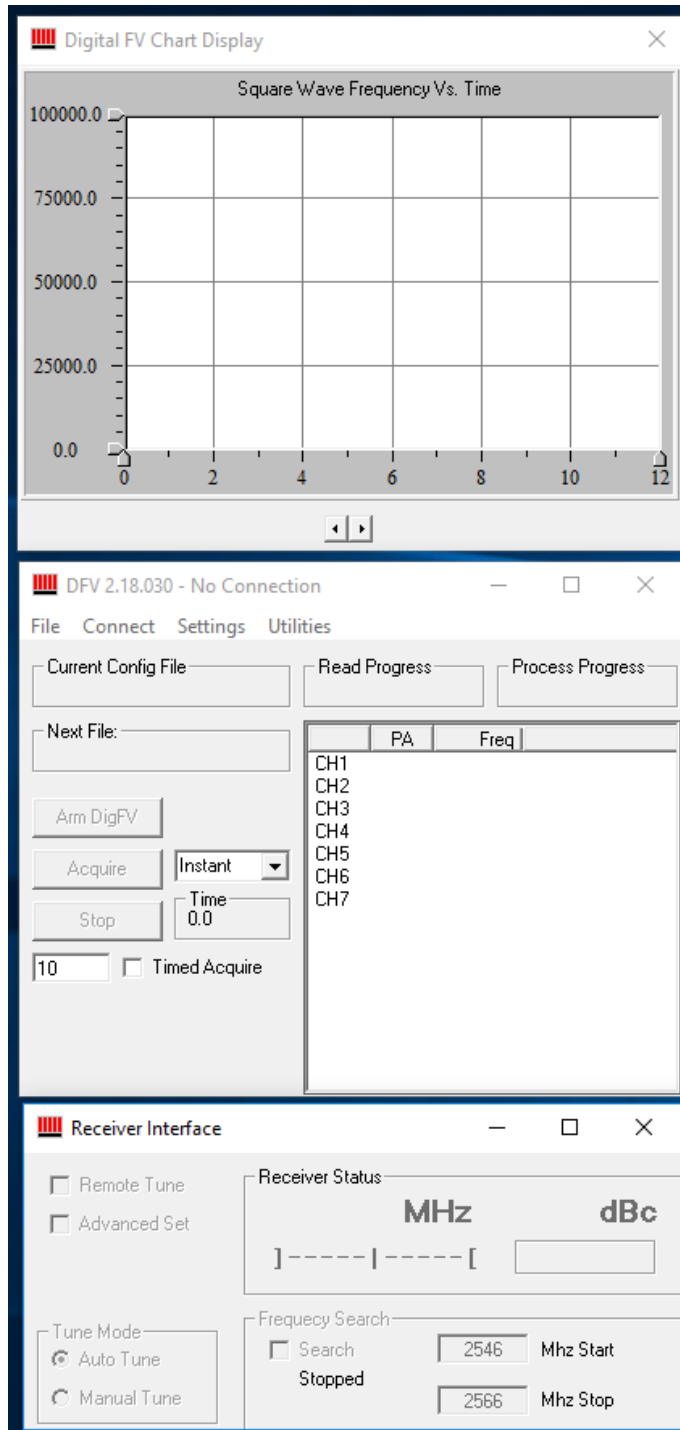 Digital FV Chart Display
Square Wave Frequency Vs. Time
100000.0
75000.0
50000.0
25000.0
0.0
0 2 4 6 8 10 12
DFV 2.18.030 - No Connection
File Connect Settings Utilities
Current Config File
Read Progress
Process Progress
Next File:
PA Freq
CH1
CH2
CH3
CH4
CH5
CH6
CH7
Arm DigFV
Acquire
Instant
Stop
Time
0.0
10
Timed Acquire
Receiver Interface
Remote Tune
Advanced Set
Receiver Status
MHz dBc
]-----|-----[
Tune Mode
Auto Tune
Manual Tune
Frequecy Search
Search
Stopped
2546 Mhz Start
2566 Mhz Stop